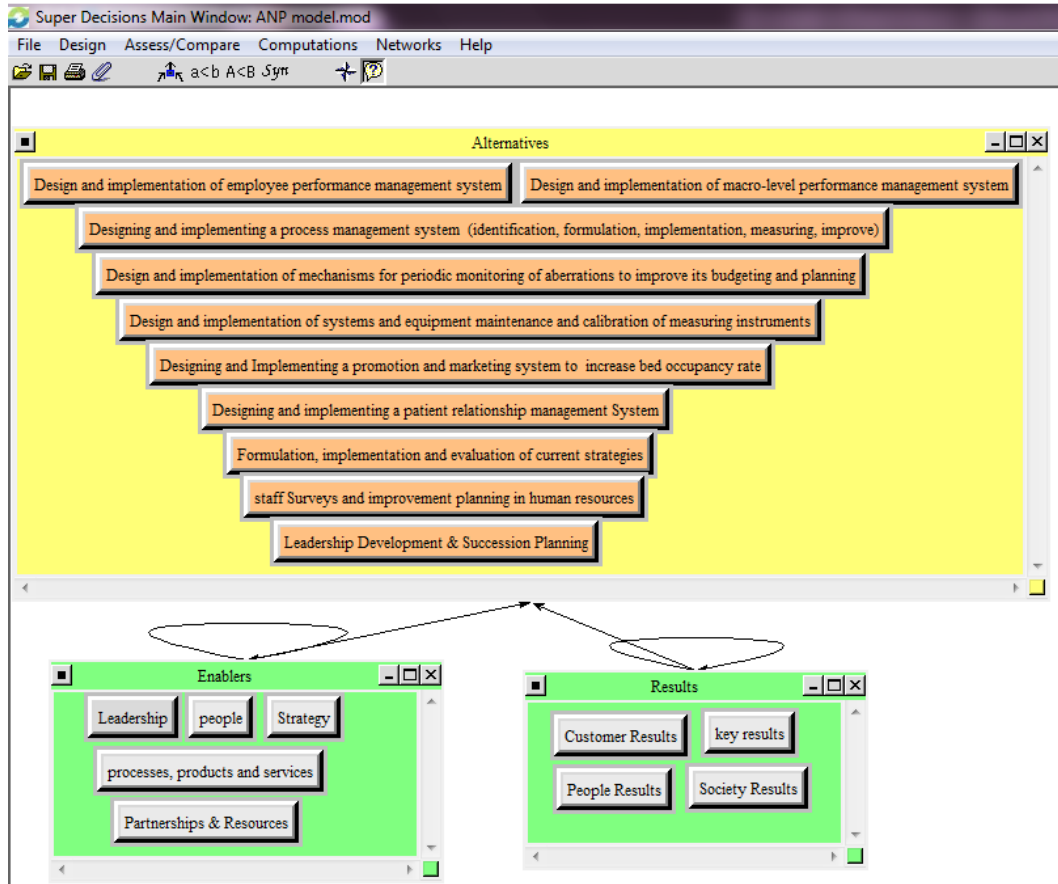 Super Decisions Main Window: ANP model.mod
File Design Assess/Compare Computations Networks Help
a<b A<B Syn
Alternatives
Design and implementation of employee performance management system
Design and implementation of macro-level performance management system
Designing and implementing a process management system (identification, formulation, implementation, measuring, improve)
Design and implementation of mechanisms for periodic monitoring of aberrations to improve its budgeting and planning
Design and implementation of systems and equipment maintenance and calibration of measuring instruments
Designing and Implementing a promotion and marketing system to increase bed occupancy rate
Designing and implementing a patient relationship management System
Formulation, implementation and evaluation of current strategies
staff Surveys and improvement planning in human resources
Leadership Development & Succession Planning
Enablers
Leadership people Strategy
processes, products and services
Partnerships & Resources
Results
Customer Results key results
People Results Society Results